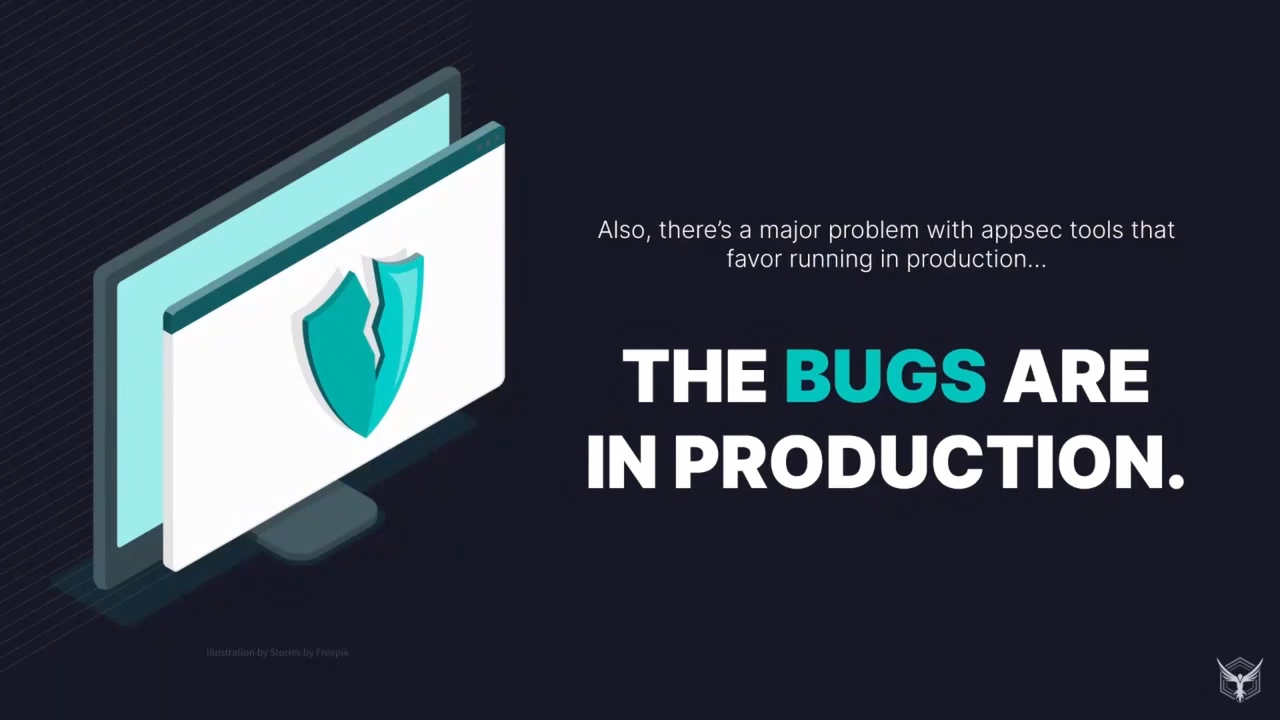 Also, there’s a major problem with appsec tools that
favor running in production...
THE BUGS ARE
IN PRODUCTION.
Illustration by Stories by Freepik